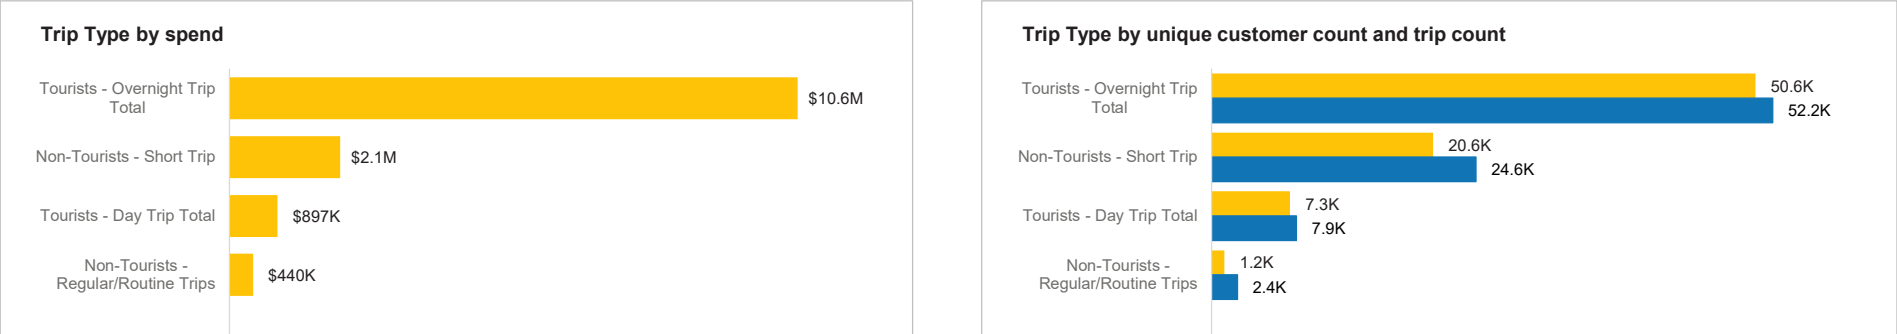 Trip Type by spend
Tourists - Overnight Trip
Total
$10.6M
Non-Tourists - Short Trip
$2.1M
Tourists - Day Trip Total
$897K
Non-Tourists -
Regular/Routine Trips
$440K
Trip Type by unique customer count and trip count
Tourists - Overnight Trip
Total
50.6K
52.2K
Non-Tourists - Short Trip
20.6K
24.6K
Tourists - Day Trip Total
7.3K
7.9K
Non-Tourists -
Regular/Routine Trips
1.2K
2.4K